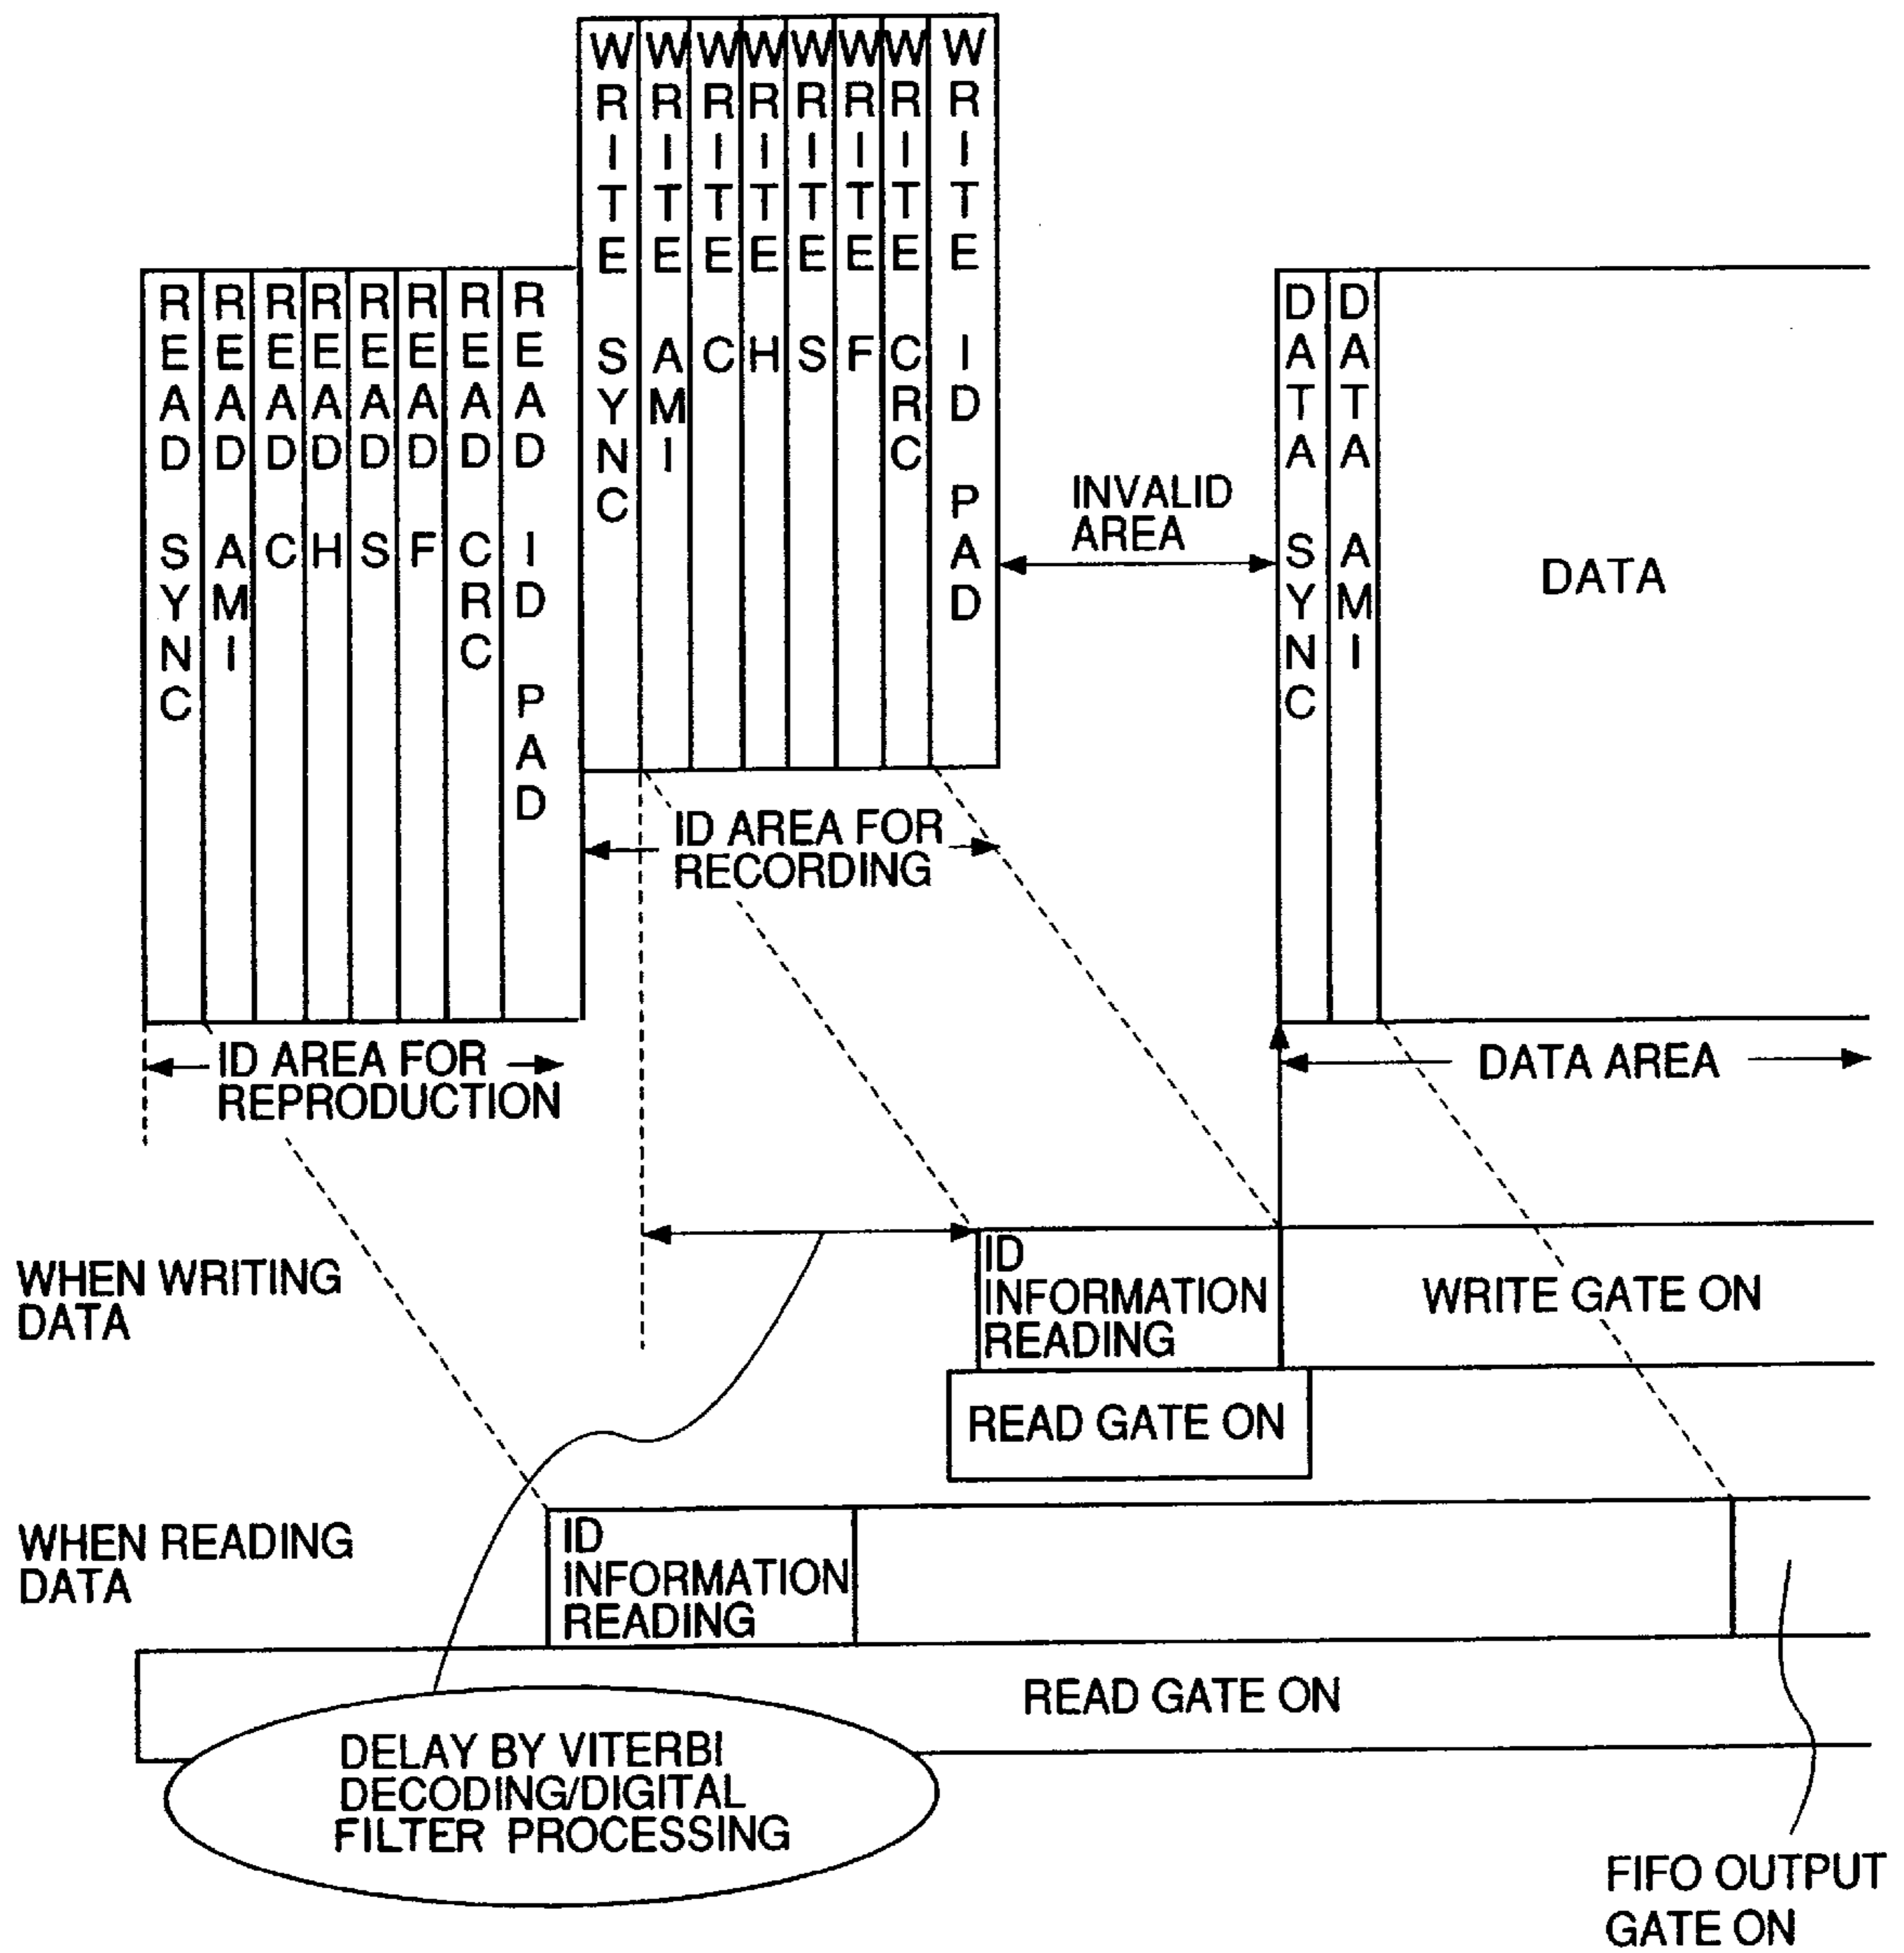 WRITE SYNC
WRITE AMI
WRITE C
WRITE H
WRITE S
WRITE F
WRITE CRC
WRITE ID PAD
READ SYNC
READ AMI
READ C
READ H
READ S
READ F
READ CRC
READ ID PAD
INVALID
AREA
DATA SYNC
DATA AMI
DATA
ID AREA FOR
RECORDING
ID AREA FOR
REPRODUCTION
DATA AREA
WHEN WRITING
DATA
ID
INFORMATION
READING
WRITE GATE ON
READ GATE ON
WHEN READING
DATA
ID
INFORMATION
READING
READ GATE ON
DELAY BY VITERBI
DECODING/DIGITAL
FILTER PROCESSING
FIFO OUTPUT
GATE ON